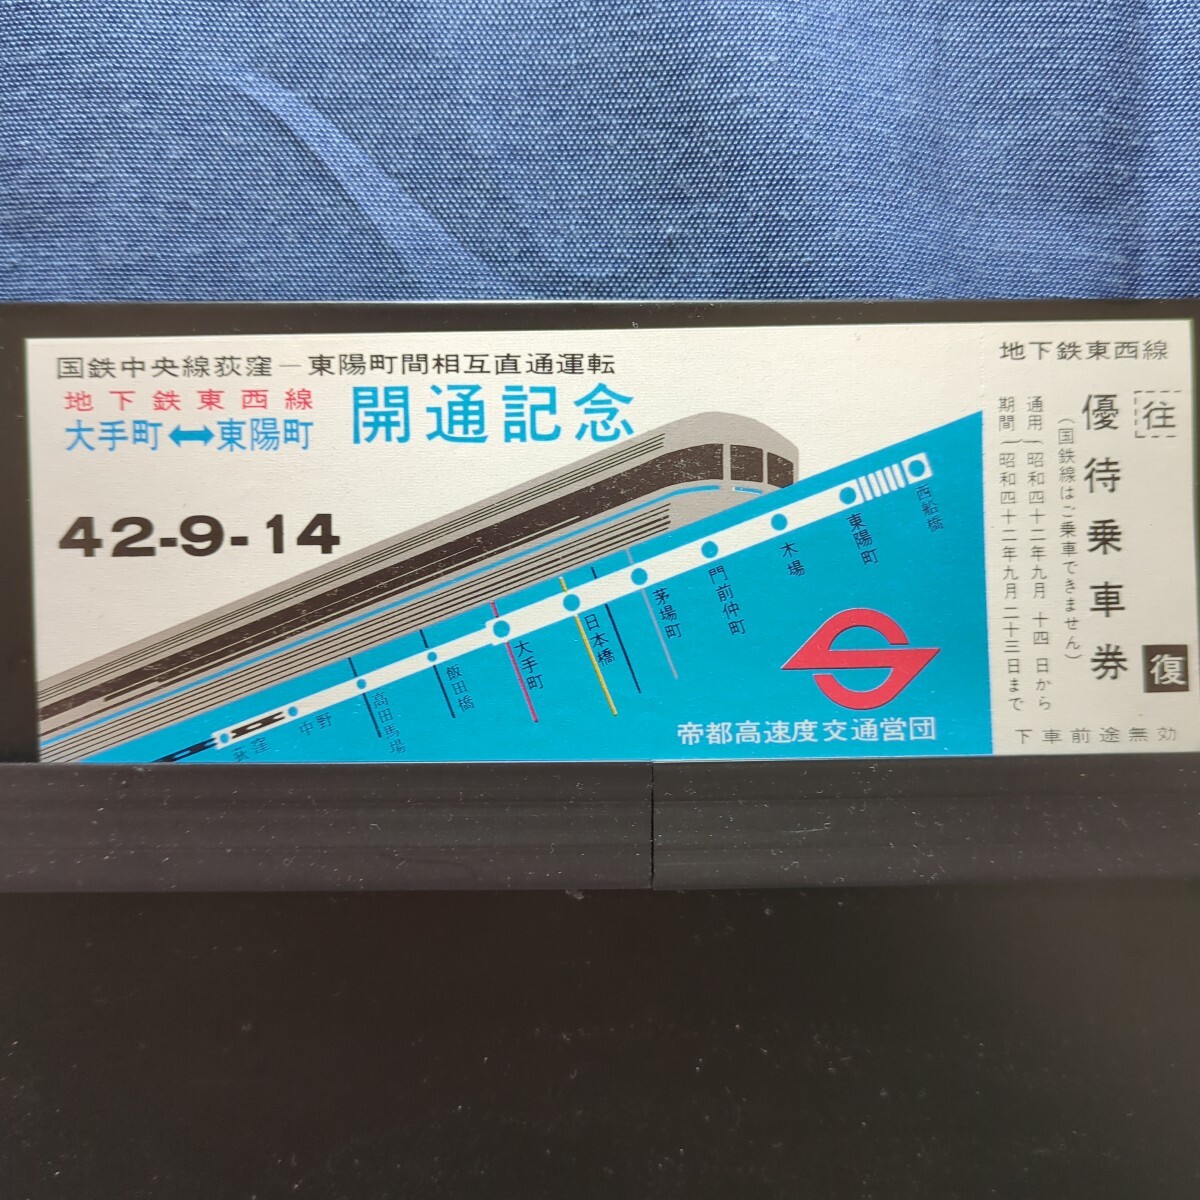 国鉄中央線荻窪－東陽町間相互直通運転
地下鉄東西線
大手町↔東陽町
開通記念
42-9-14
荻窪
中野
高田馬場
飯田橋
大手町
日本橋
茅場町
門前仲町
木場
東陽町
西船橋
帝都高速度交通営団
地下鉄東西線
往
優待乗車券
(国鉄線はご乗車できません)
通用(昭和四十二年九月 十四 日から
期間(昭和四十二年九月二十三日まで
復
下車前途無効